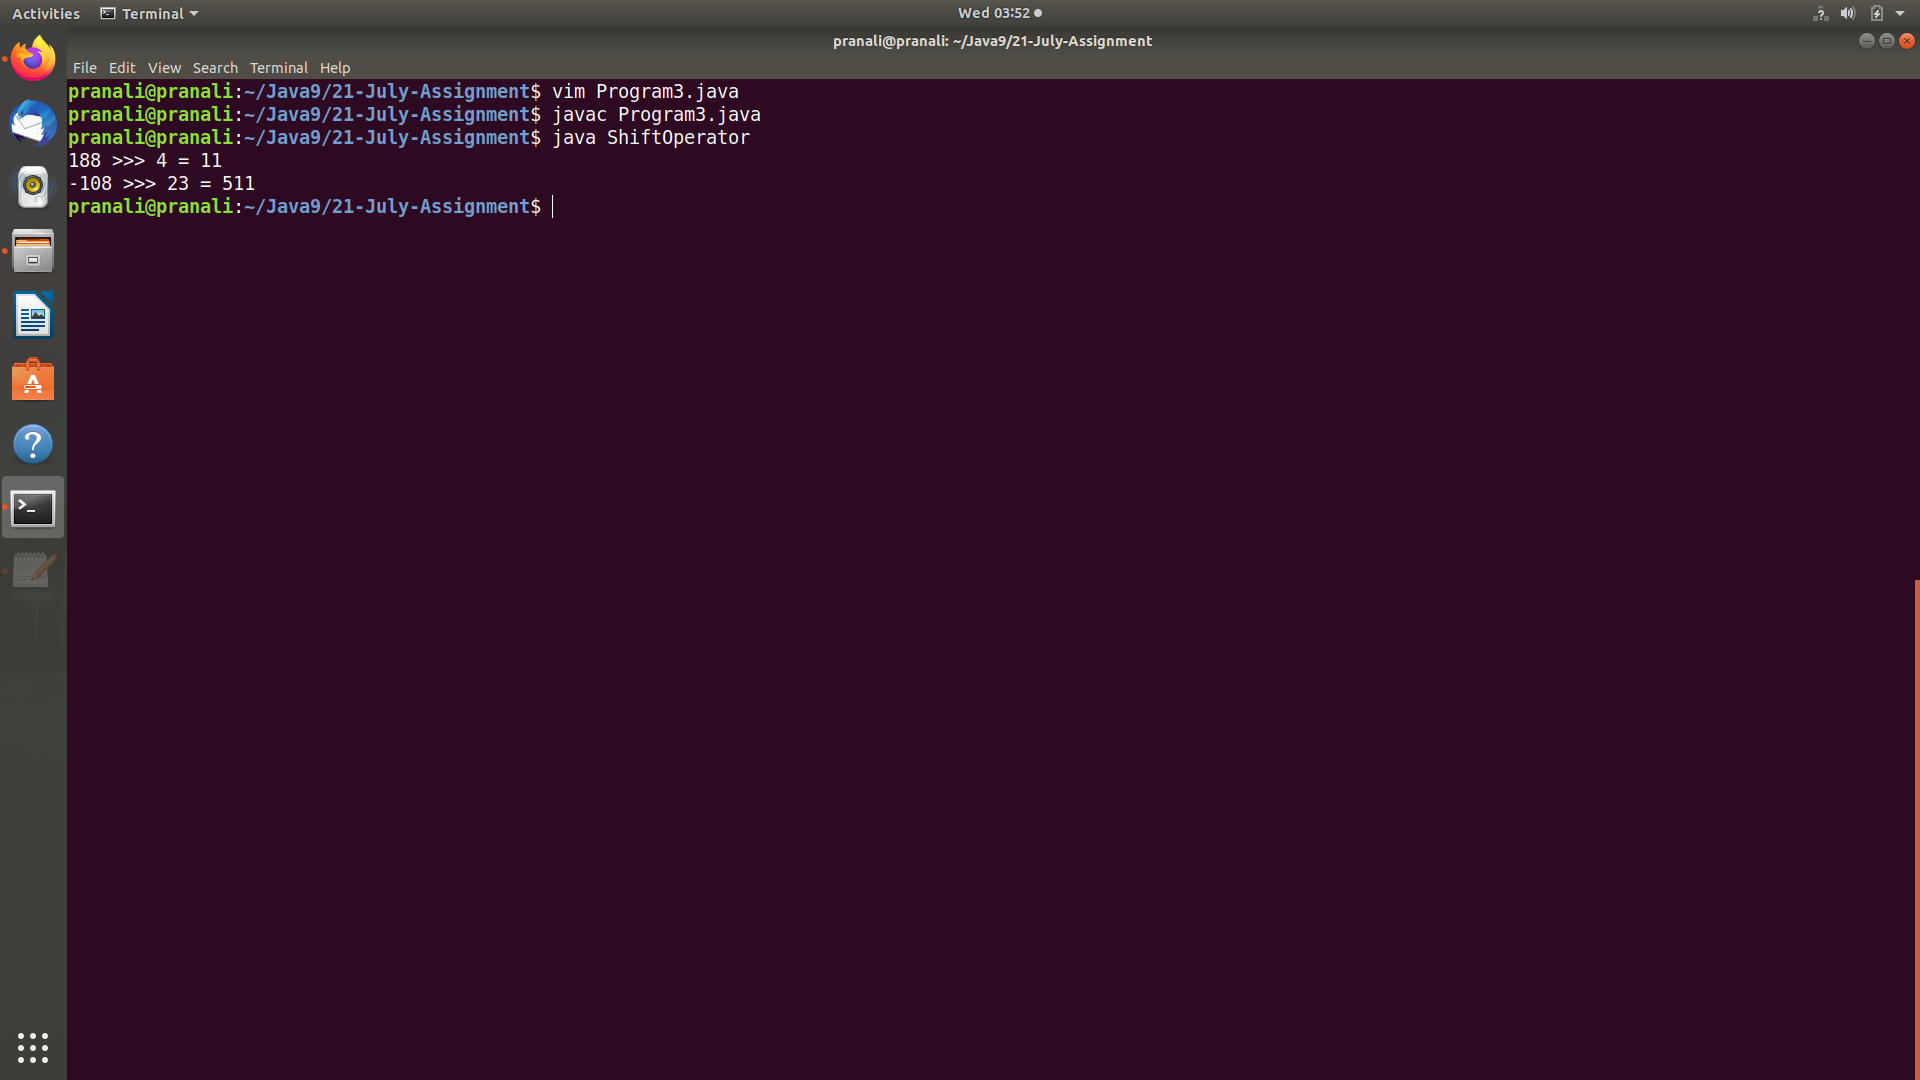 Activities Terminal Wed 03:52
pranali@pranali: ~/Java9/21-July-Assignment
File Edit View Search Terminal Help
pranali@pranali:~/Java9/21-July-Assignment$ vim Program3.java
pranali@pranali:~/Java9/21-July-Assignment$ javac Program3.java
pranali@pranali:~/Java9/21-July-Assignment$ java ShiftOperator
188 >>> 4 = 11
-108 >>> 23 = 511
pranali@pranali:~/Java9/21-July-Assignment$